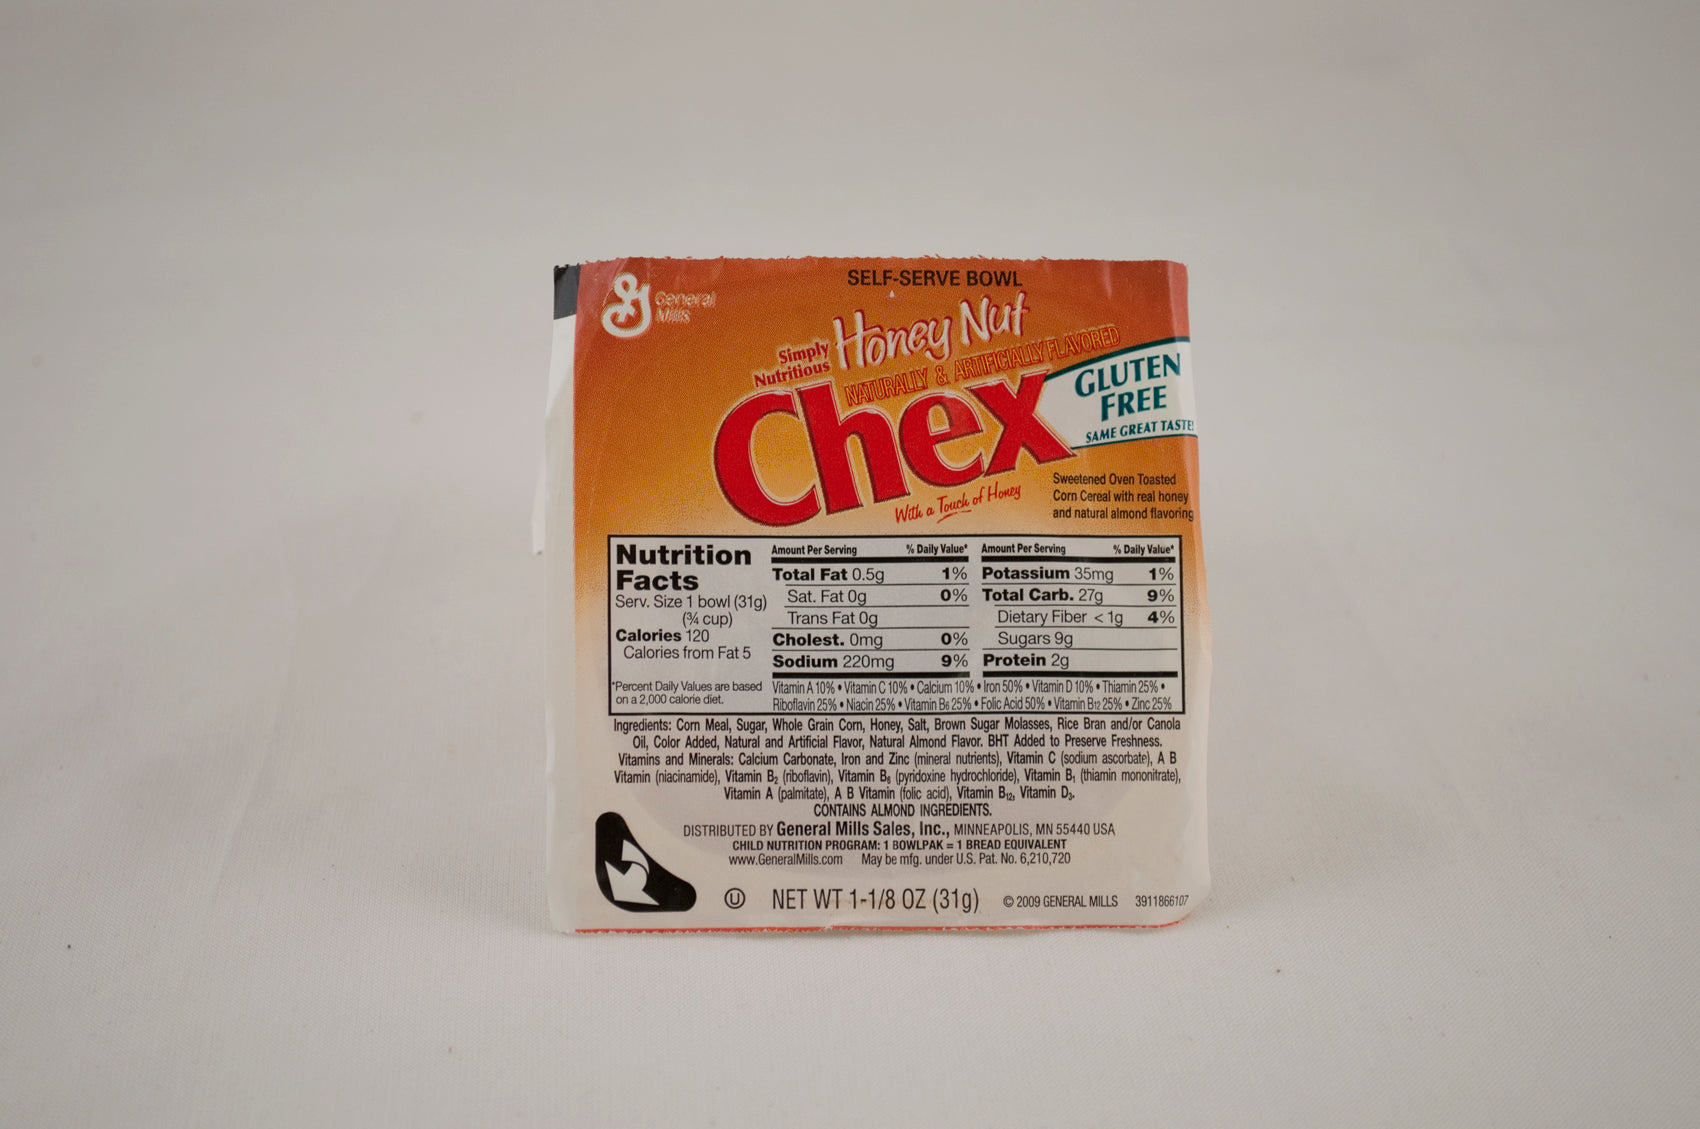 General
Mills
SELF-SERVE BOWL
Simply
Nutritious
Honey Nut
NATURALLY & ARTIFICIALLY FLAVORED
Chex
GLUTEN
FREE
SAME GREAT TASTE!
With a Touch of Honey
Sweetened Oven Toasted
Corn Cereal with real honey
and natural almond flavoring
Nutrition
Facts
Serv. Size 1 bowl (31g)
(¾ cup)
Calories 120
Calories from Fat 5
*Percent Daily Values are based
on a 2,000 calorie diet.
Amount Per Serving % Daily Value*
Total Fat 0.5g 1%
Sat. Fat 0g 0%
Trans Fat 0g
Cholest. 0mg 0%
Sodium 220mg 9%
Amount Per Serving % Daily Value*
Potassium 35mg 1%
Total Carb. 27g 9%
Dietary Fiber < 1g 4%
Sugars 9g
Protein 2g
Vitamin A 10% • Vitamin C 10% • Calcium 10% • Iron 50% • Vitamin D 10% • Thiamin 25% •
Riboflavin 25% • Niacin 25% • Vitamin B6 25% • Folic Acid 50% • Vitamin B12 25% • Zinc 25%
Ingredients: Corn Meal, Sugar, Whole Grain Corn, Honey, Salt, Brown Sugar Molasses, Rice Bran and/or Canola
Oil, Color Added, Natural and Artificial Flavor, Natural Almond Flavor. BHT Added to Preserve Freshness.
Vitamins and Minerals: Calcium Carbonate, Iron and Zinc (mineral nutrients), Vitamin C (sodium ascorbate), A B
Vitamin (niacinamide), Vitamin B2 (riboflavin), Vitamin B6 (pyridoxine hydrochloride), Vitamin B1 (thiamin mononitrate),
Vitamin A (palmitate), A B Vitamin (folic acid), Vitamin B12, Vitamin D3.
CONTAINS ALMOND INGREDIENTS.
DISTRIBUTED BY General Mills Sales, Inc., MINNEAPOLIS, MN 55440 USA
CHILD NUTRITION PROGRAM: 1 BOWLPAK = 1 BREAD EQUIVALENT
www.GeneralMills.com May be mfg. under U.S. Pat. No. 6,210,720
U NET WT 1-1/8 OZ (31g) © 2009 GENERAL MILLS 3911866107